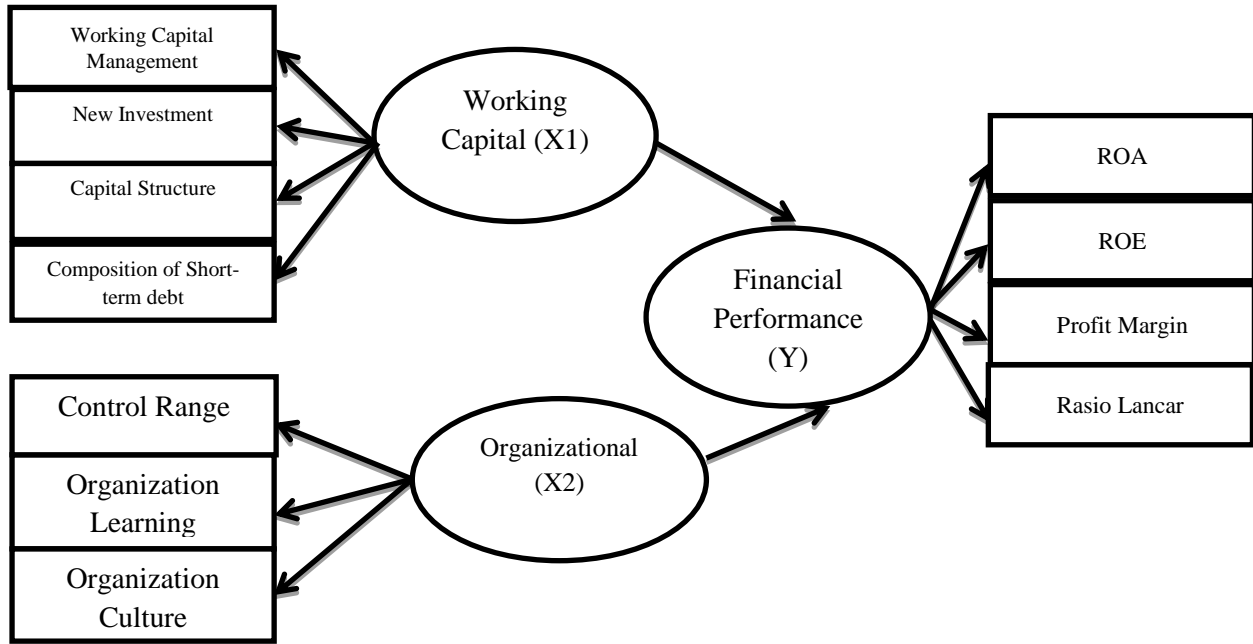 Working Capital
Management
New Investment
Capital Structure
Composition of Short-
term debt
Working
Capital (X1)
Control Range
Organization
Learning
Organization
Culture
Organizational
(X2)
Financial
Performance
(Y)
ROA
ROE
Profit Margin
Rasio Lancar